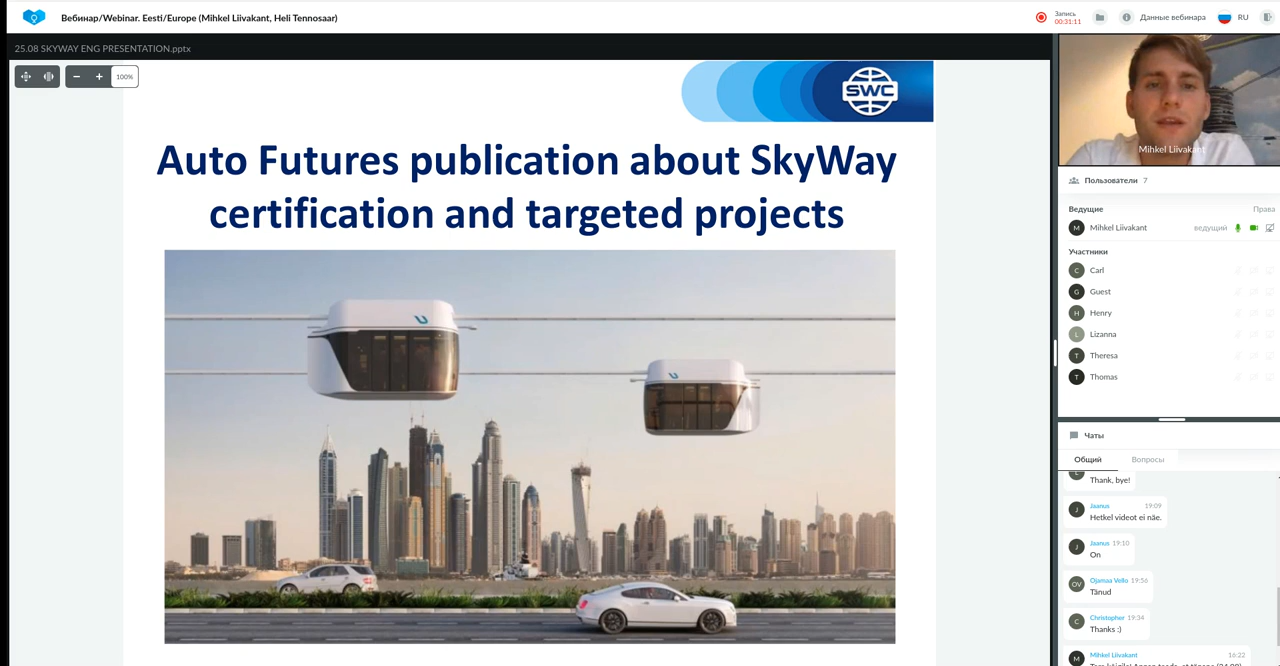 Вебинар/Webinar. Eesti/Europe (Mihkel Liivakant, Heli Tennosaar)
Запись
00:31:11
Данные вебинара
RU
25.08 SKYWAY ENG PRESENTATION.pptx
100%
SWC
Auto Futures publication about SkyWay
certification and targeted projects
Mihkel Liivakant
Пользователи 7
Ведущие Права
M Mihkel Liivakant ведущий
Участники
C Carl
G Guest
H Henry
L Lizanna
T Theresa
T Thomas
Чаты
Общий Вопросы
Thank, bye!
J Jaanus 19:09
Hetkel videot ei näe.
J Jaanus 19:10
On
OV Ojamaa Vello 19:56
Tänud
C Christopher 19:34
Thanks :)
M Mihkel Liivakant 16:22